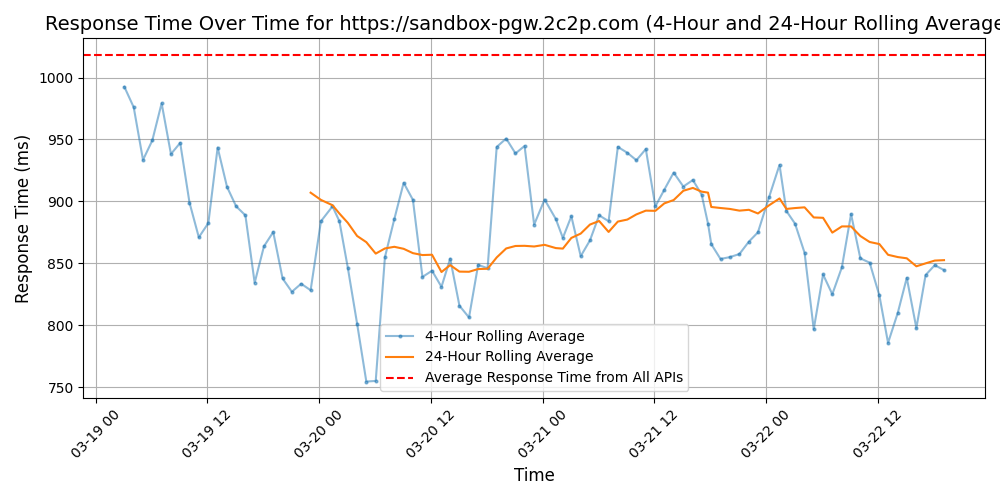 Response Time Over Time for https://sandbox-pgw.2c2p.com (4-Hour and 24-Hour Rolling Average
Response Time (ms)
1000
950
900
850
800
750
4-Hour Rolling Average
24-Hour Rolling Average
Average Response Time from All APIs
03-19 00
03-19 12
03-20 00
03-20 12
03-21 00
03-21 12
03-22 00
03-22 12
Time